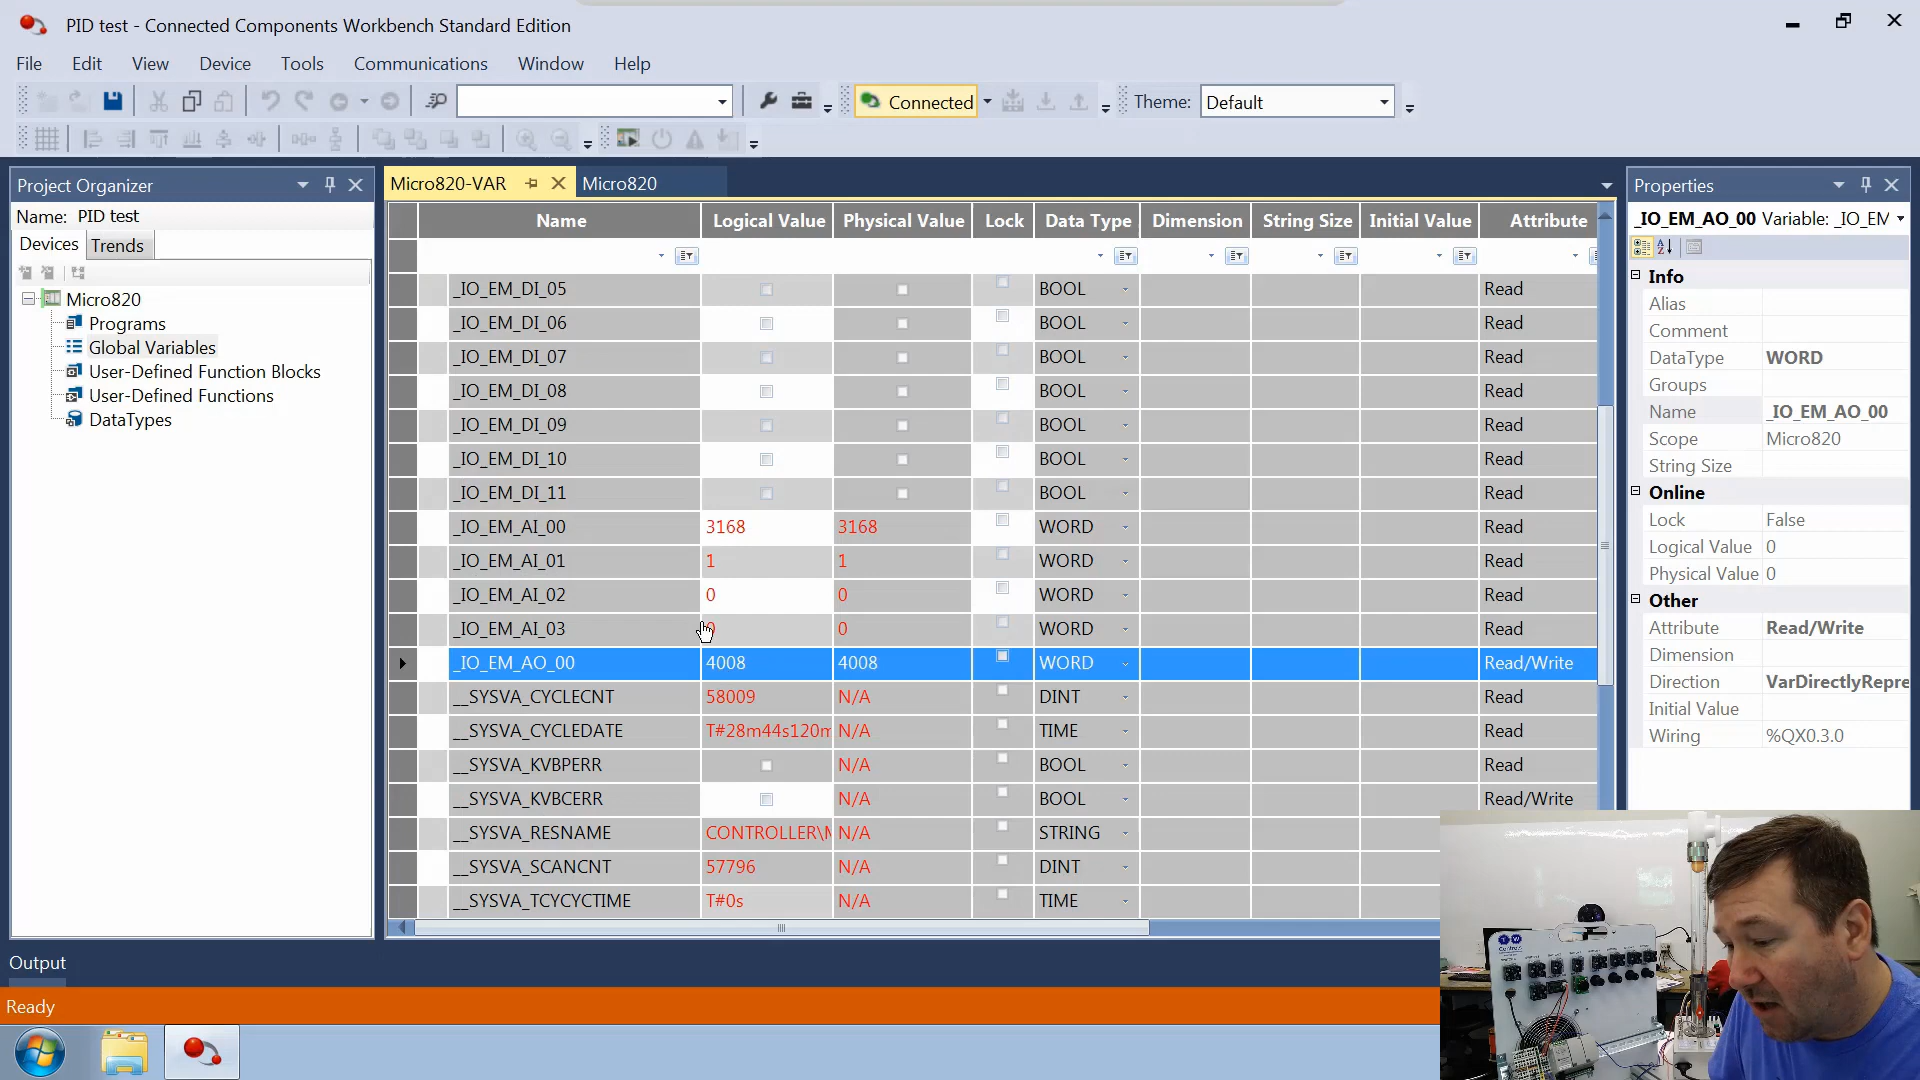 PID test - Connected Components Workbench Standard Edition
File Edit View Device Tools Communications Window Help
Connected Theme: Default
Project Organizer
Name: PID test
Devices Trends
Micro820
Programs
Global Variables
User-Defined Function Blocks
User-Defined Functions
DataTypes
Micro820-VAR Micro820
Name Logical Value Physical Value Lock Data Type Dimension String Size Initial Value Attribute
_IO_EM_DI_05 BOOL Read
_IO_EM_DI_06 BOOL Read
_IO_EM_DI_07 BOOL Read
_IO_EM_DI_08 BOOL Read
_IO_EM_DI_09 BOOL Read
_IO_EM_DI_10 BOOL Read
_IO_EM_DI_11 BOOL Read
_IO_EM_AI_00 3168 3168 WORD Read
_IO_EM_AI_01 1 1 WORD Read
_IO_EM_AI_02 0 0 WORD Read
_IO_EM_AI_03 0 0 WORD Read
_IO_EM_AO_00 4008 4008 WORD Read/Write
__SYSVA_CYCLECNT 58009 N/A DINT Read
__SYSVA_CYCLEDATE T#28m44s120m N/A TIME Read
__SYSVA_KVBPERR N/A BOOL Read
__SYSVA_KVBCERR N/A BOOL Read/Write
__SYSVA_RESNAME CONTROLLER\M N/A STRING
__SYSVA_SCANCNT 57796 N/A DINT
__SYSVA_TCYCYCTIME T#0s N/A TIME
Properties
_IO_EM_AO_00 Variable: _IO_EM
Info
Alias
Comment
DataType WORD
Groups
Name _IO_EM_AO_00
Scope Micro820
String Size
Online
Lock False
Logical Value 0
Physical Value 0
Other
Attribute Read/Write
Dimension
Direction VarDirectlyRepre
Initial Value
Wiring %QX0.3.0
Output
Ready
T W
Controls